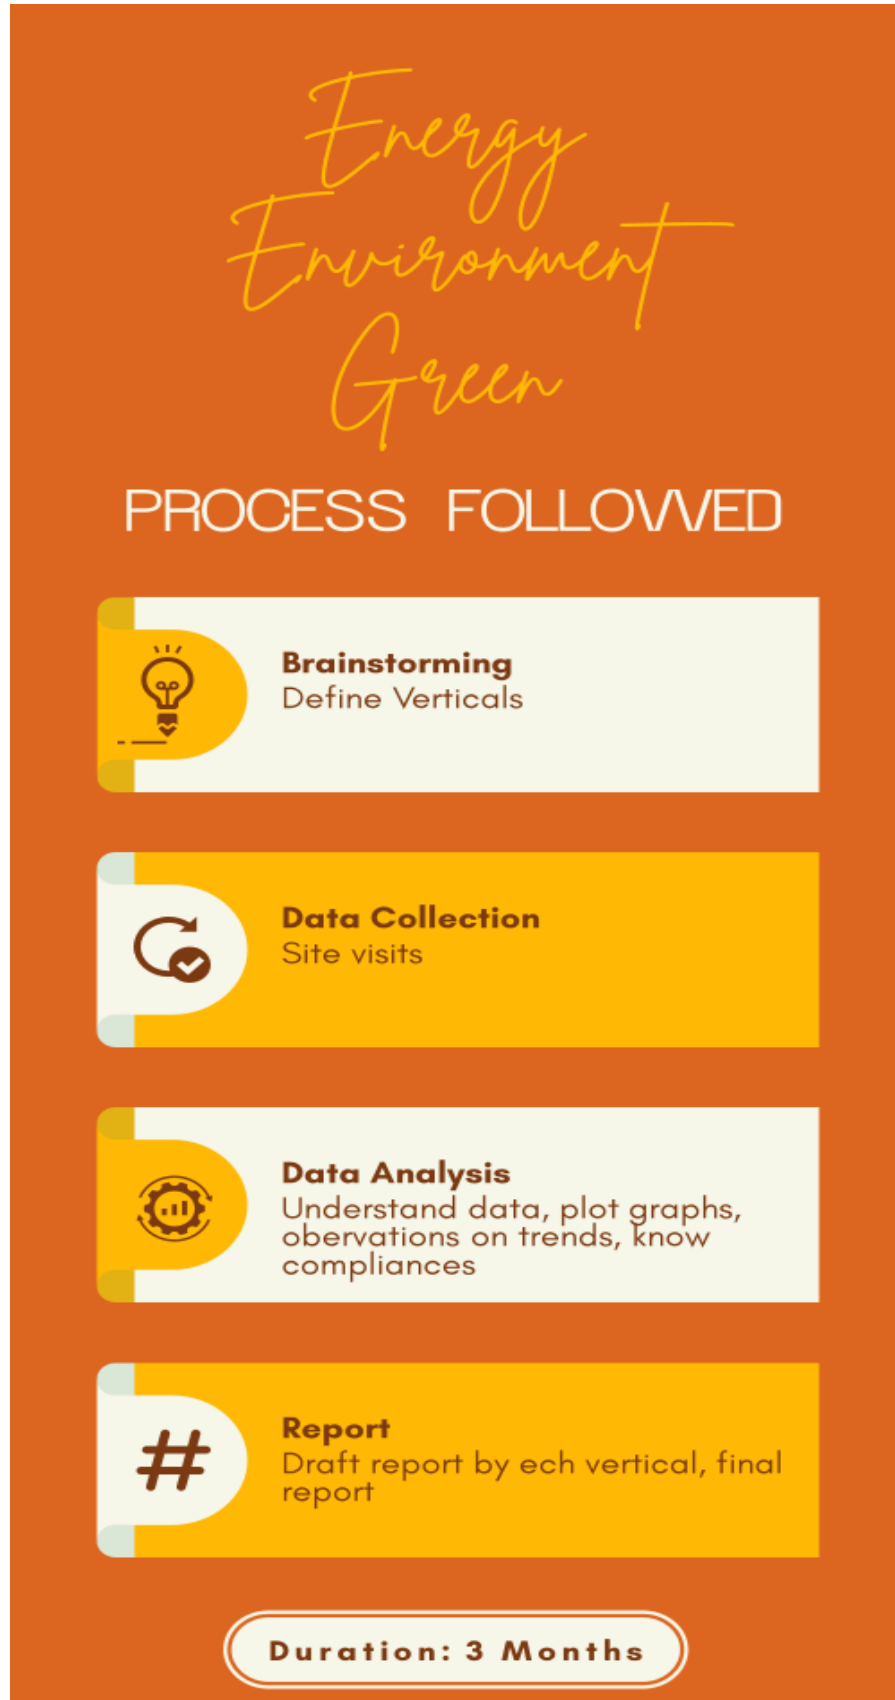 Energy
Environment
Green
PROCESS FOLLOWED
Brainstorming
Define Verticals
Data Collection
Site visits
Data Analysis
Understand data, plot graphs,
obervations on trends, know
compliances
#
Report
Draft report by ech vertical, final
report
Duration: 3 Months